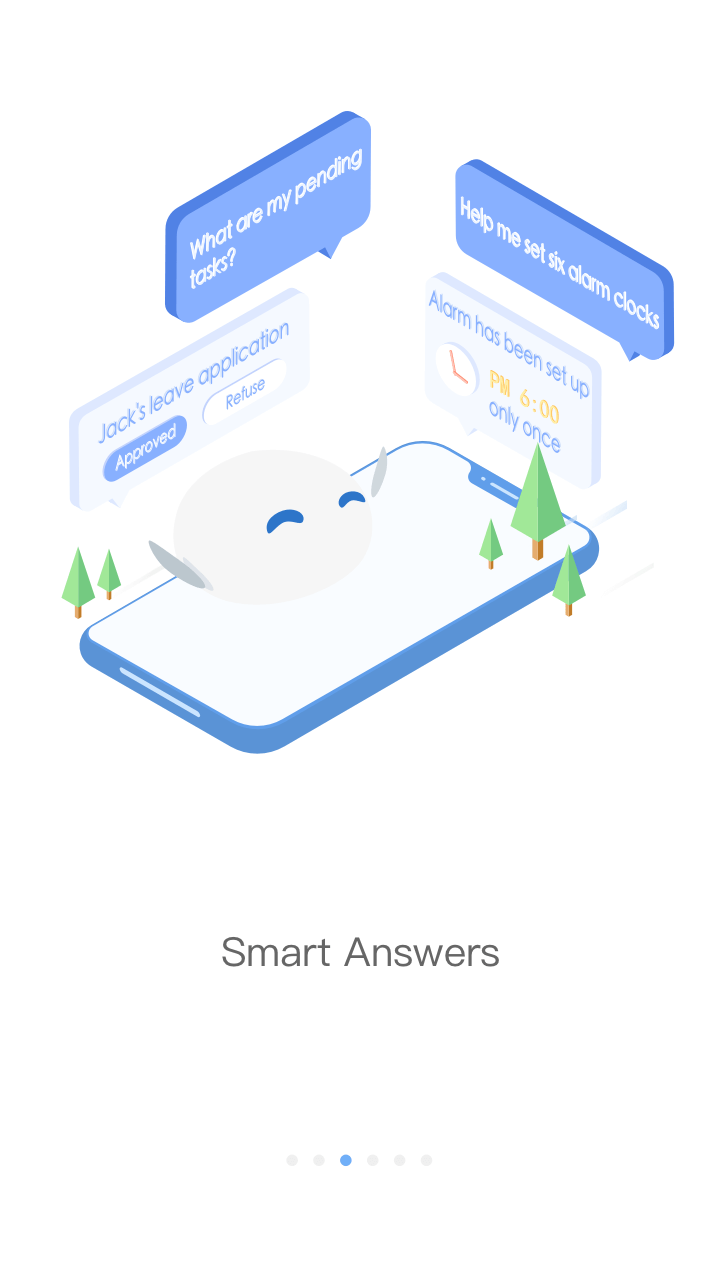 What are my pending
tasks?
Help me set six alarm clocks
Jack's leave application
Approved
Refuse
Alarm has been set up
PM 6:00
only once
Smart Answers